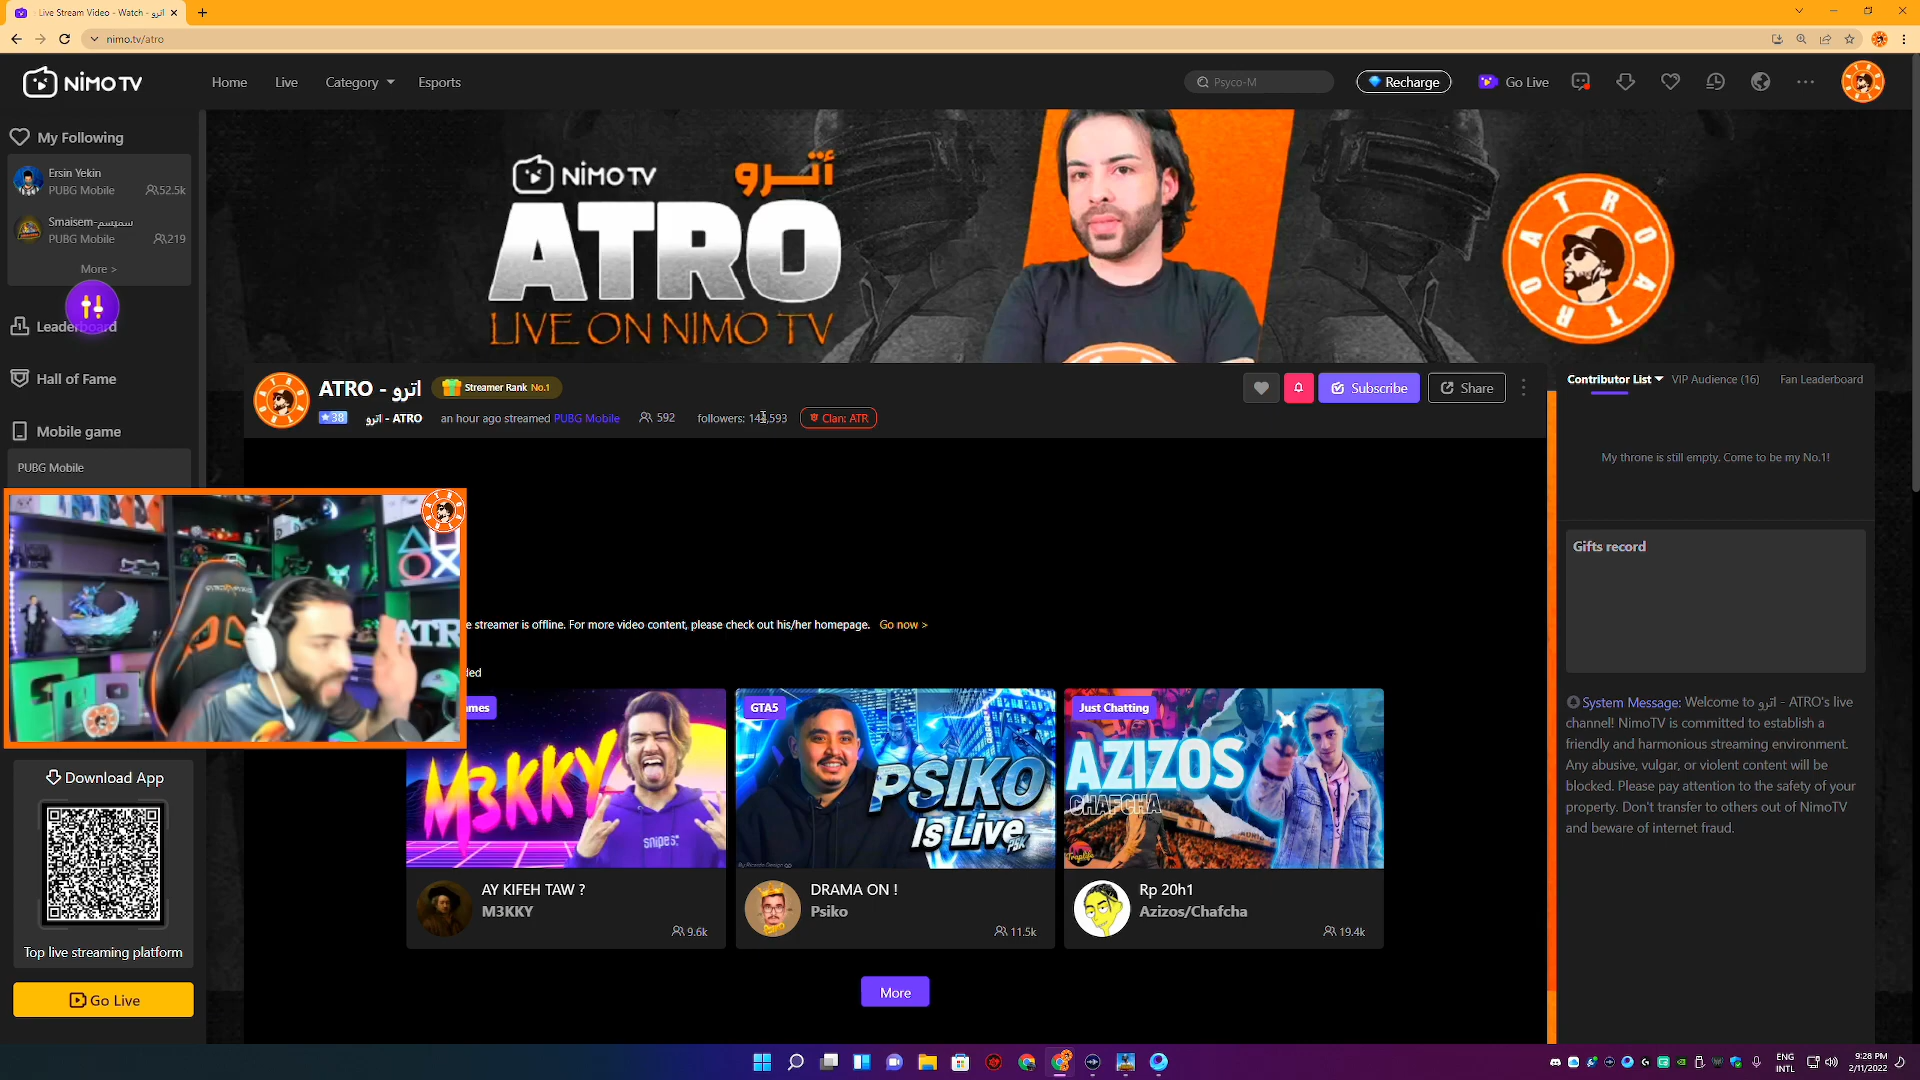 Live Stream Video - Watch - اترو
nimo.tv/atro
NiMO TV
Home
Live
Category
Esports
Psyco-M
Recharge
Go Live
My Following
Ersin Yekin
PUBG Mobile
52.5k
Smaisem-سميسم
PUBG Mobile
219
More >
Leaderboard
Hall of Fame
Mobile game
PUBG Mobile
NiMO TV
أتـرو
ATRO
LIVE ON NIMO TV
ATRO
ATRO
ATRO - اترو
Streamer Rank No.1
38
اترو - ATRO
an hour ago streamed PUBG Mobile
592
followers:
Clan: ATR
Subscribe
Share
Contributor List
VIP Audience (16)
Fan Leaderboard
My throne is still empty. Come to be my No.1!
Gifts record
System Message: Welcome to اترو - ATRO's live
channel! NimoTV is committed to establish a
friendly and harmonious streaming environment.
Any abusive, vulgar, or violent content will be
blocked. Please pay attention to the safety of your
property. Don't transfer to others out of NimoTV
and beware of internet fraud.
ATR
streamer is offline. For more video content, please check out his/her homepage. Go now >
M3KKY
snipes
AY KIFEH TAW ?
M3KKY
9.6k
GTA5
PSIKO
Is Live
PSK
DRAMA ON !
Psiko
11.5k
Just Chatting
AZIZOS
CHAFCHA
Rp 20h1
Azizos/Chafcha
19.4k
More
Download App
Top live streaming platform
Go Live
ENG
INTL
9:28 PM
2/11/2022